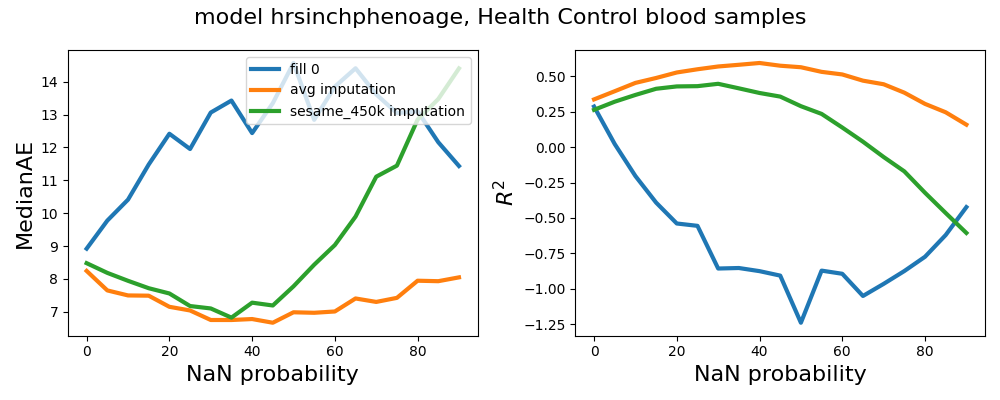 model hrsinchphenoage, Health Control blood samples
MedianAE
14
13
12
11
10
9
8
7
fill 0
avg imputation
sesame_450k imputation
0 20 40 60 80
NaN probability
R²
0.50
0.25
0.00
−0.25
−0.50
−0.75
−1.00
−1.25
0 20 40 60 80
NaN probability